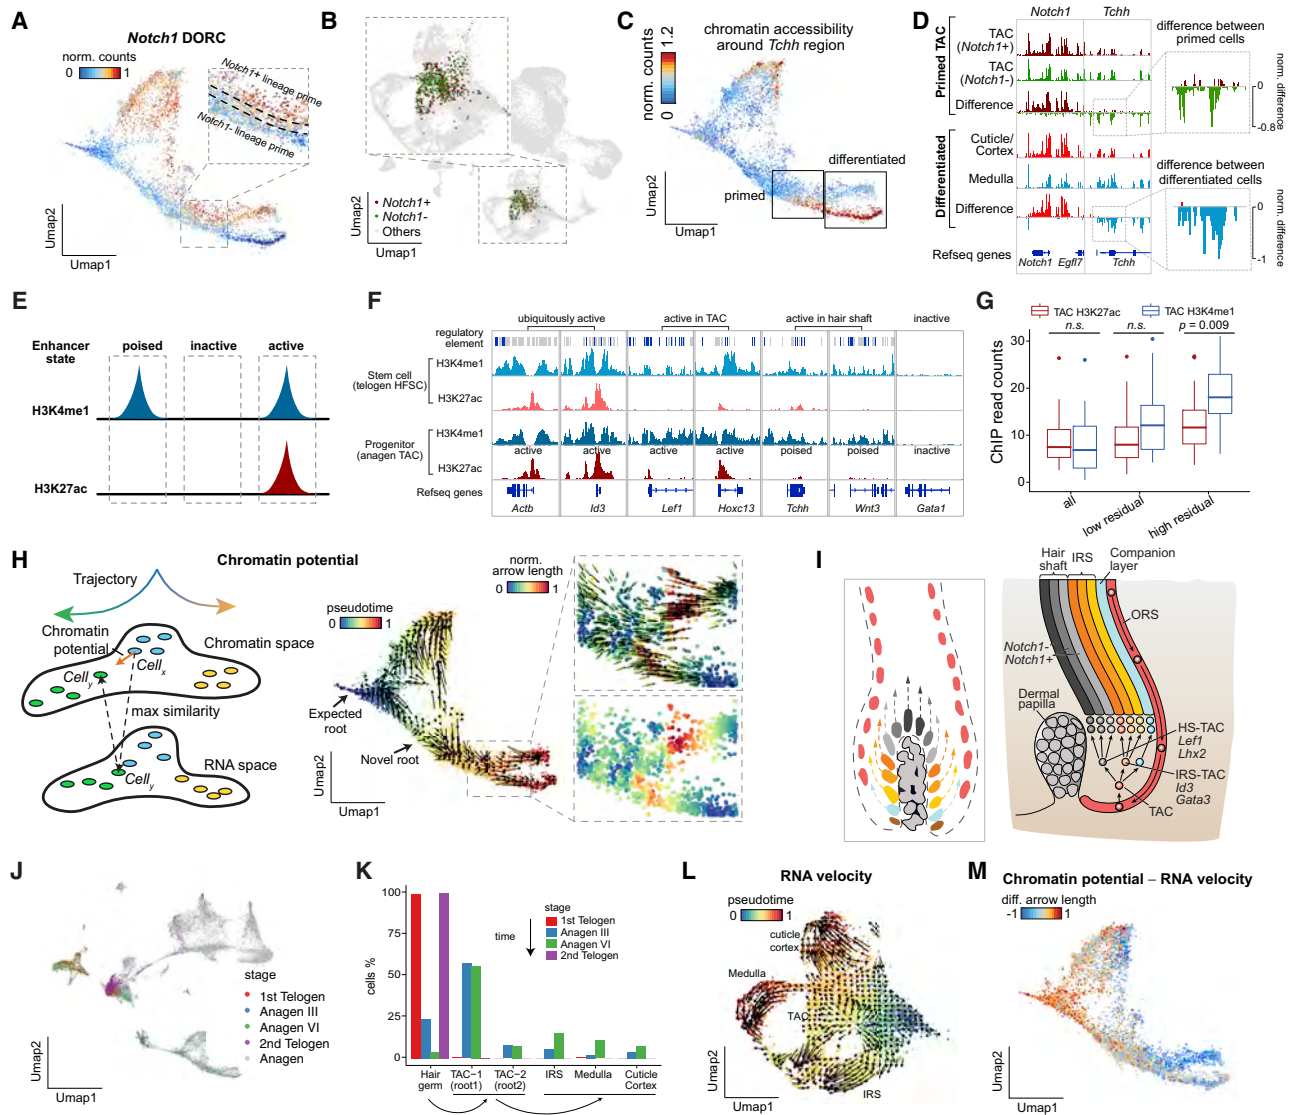 A
Notch1 DORC
norm. counts
0 1
Notch1+ lineage prime
Notch1- lineage prime
Umap2
Umap1
B
Notch1+
Notch1-
Others
Umap2
Umap1
C
chromatin accessibility
around Tchh region
norm. counts
0 1.2
differentiated
primed
Umap2
Umap1
D
Notch1 Tchh
Primed TAC
TAC
(Notch1+)
TAC
(Notch1-)
Difference
Differentiated
Cuticle/
Cortex
Medulla
Difference
Refseq genes
Notch1 Egfl7 Tchh
difference between
primed cells
norm. difference
0
-0.8
difference between
differentiated cells
norm. difference
0
-1
E
Enhancer
state
poised inactive active
H3K4me1
H3K27ac
F
ubiquitously active active in TAC active in hair shaft inactive
regulatory
element
Stem cell
(telogen HFSC)
H3K4me1
H3K27ac
Progenitor
(anagen TAC)
H3K4me1
H3K27ac
active active active active poised poised inactive
Refseq genes
Actb Id3 Lef1 Hoxc13 Tchh Wnt3 Gata1
G
TAC H3K27ac TAC H3K4me1
n.s. n.s. p = 0.009
ChIP read counts
30
20
10
0
all low residual high residual
H
Chromatin potential
Trajectory
Chromatin
potential
Chromatin space
Cellx
Celly
max similarity
RNA space
Celly
pseudotime
0 1
norm.
arrow length
0 1
Expected
root
Novel root
Umap2
Umap1
I
Hair
shaft
IRS
Companion
layer
ORS
Notch1-
Notch1+
Dermal
papilla
HS-TAC
Lef1
Lhx2
IRS-TAC
Id3
Gata3
TAC
J
stage
1st Telogen
Anagen III
Anagen VI
2nd Telogen
Anagen
Umap2
Umap1
K
cells %
100
75
50
25
0
time
stage
1st Telogen
Anagen III
Anagen VI
2nd Telogen
Hair
germ
TAC-1
(root1)
TAC-2
(root2)
IRS
Medulla
Cuticle
Cortex
L
RNA velocity
pseudotime
0 1
cuticle
cortex
Medulla
TAC
IRS
Umap2
Umap1
M
Chromatin potential – RNA velocity
diff. arrow length
-1 1
Umap2
Umap1